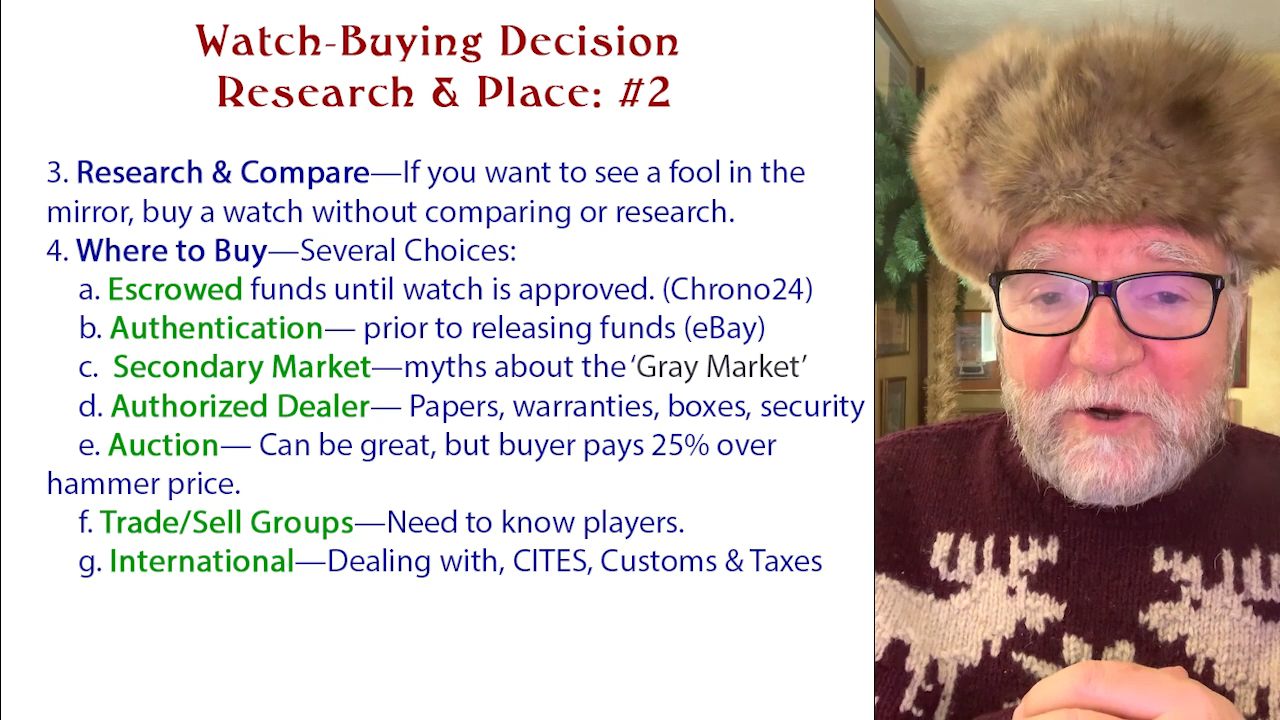 Watch-Buying Decision
Research & Place: #2
3. Research & Compare—If you want to see a fool in the
mirror, buy a watch without comparing or research.
4. Where to Buy—Several Choices:
a. Escrowed funds until watch is approved. (Chrono24)
b. Authentication— prior to releasing funds (eBay)
c. Secondary Market—myths about the ‘Gray Market’
d. Authorized Dealer— Papers, warranties, boxes, security
e. Auction— Can be great, but buyer pays 25% over
hammer price.
f. Trade/Sell Groups—Need to know players.
g. International—Dealing with, CITES, Customs & Taxes